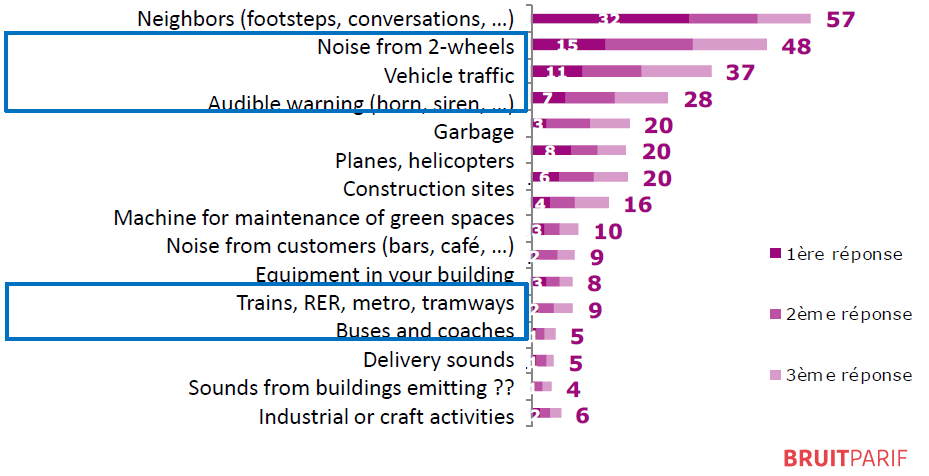 Neighbors (footsteps, conversations, …) 32 57
Noise from 2-wheels 15 48
Vehicle traffic 11 37
Audible warning (horn, siren, …) 7 28
Garbage 3 20
Planes, helicopters 8 20
Construction sites 6 20
Machine for maintenance of green spaces 4 16
Noise from customers (bars, café, …) 3 10
Equipment in your building 2 9
Trains, RER, metro, tramways 3 8
Buses and coaches 2 9
Delivery sounds 5
Sounds from buildings emitting ?? 5
Industrial or craft activities 4
2 6
1ère réponse
2ème réponse
3ème réponse
BRUITPARIF